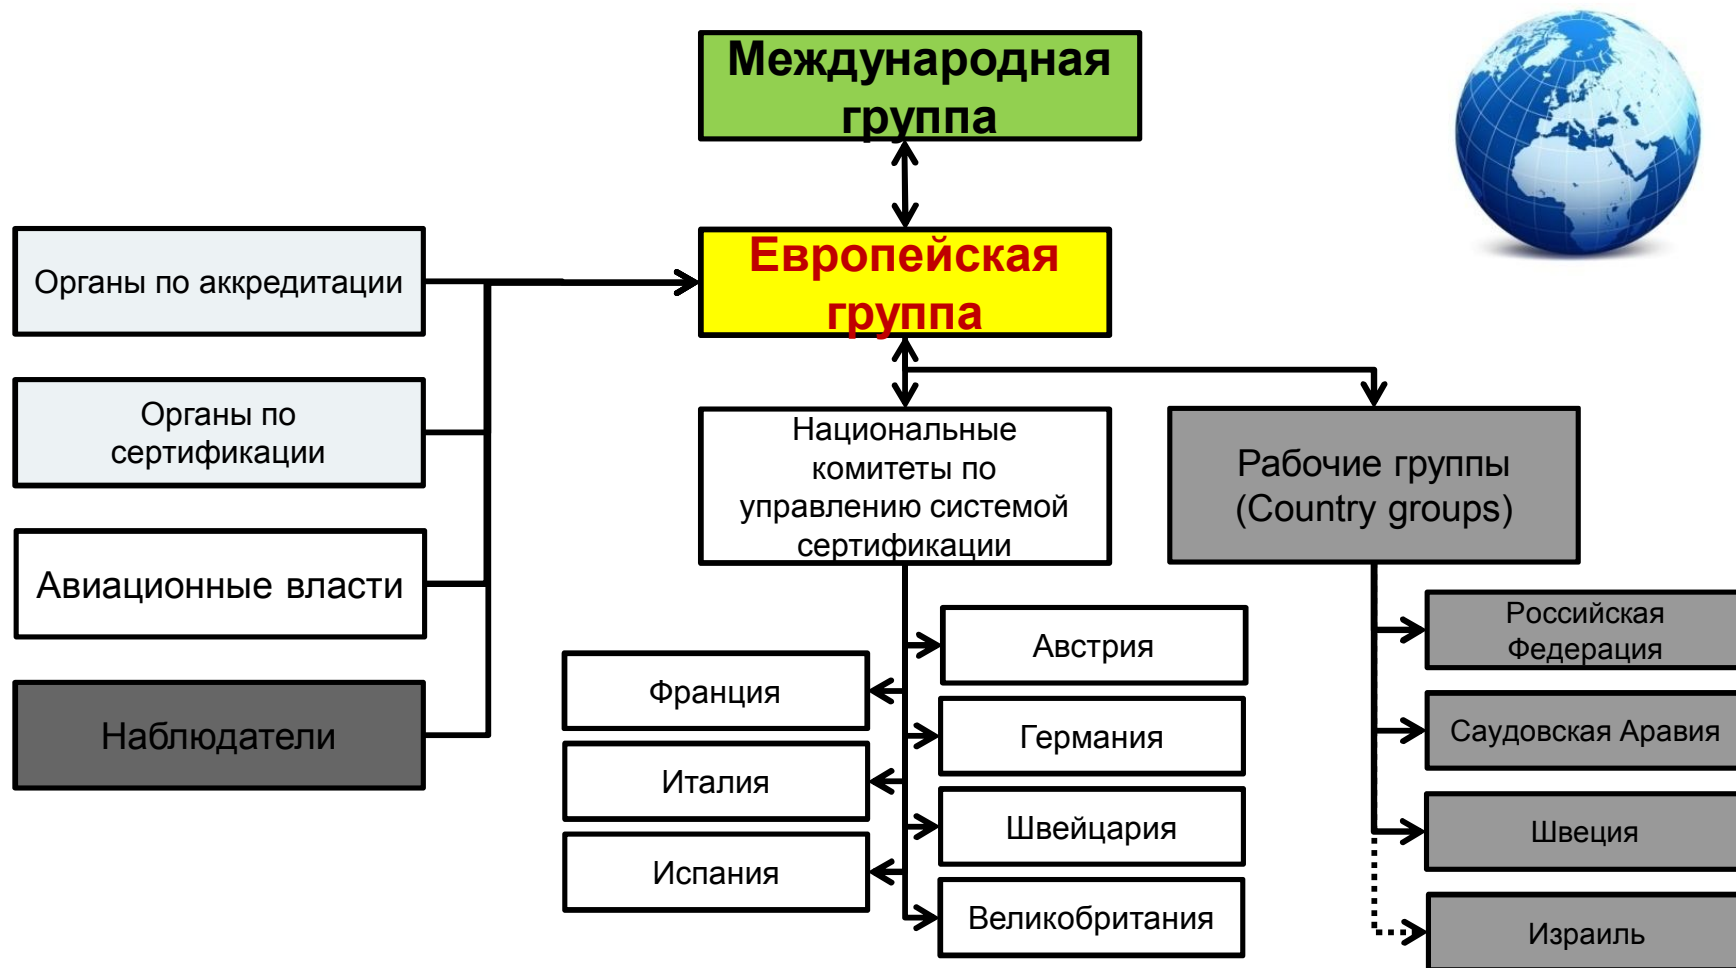 Международная
группа
Европейская
группа
Органы по аккредитации
Органы по
сертификации
Авиационные власти
Наблюдатели
Национальные
комитеты по
управлению системой
сертификации
Рабочие группы
(Country groups)
Франция
Италия
Испания
Австрия
Германия
Швейцария
Великобритания
Российская
Федерация
Саудовская Аравия
Швеция
Израиль